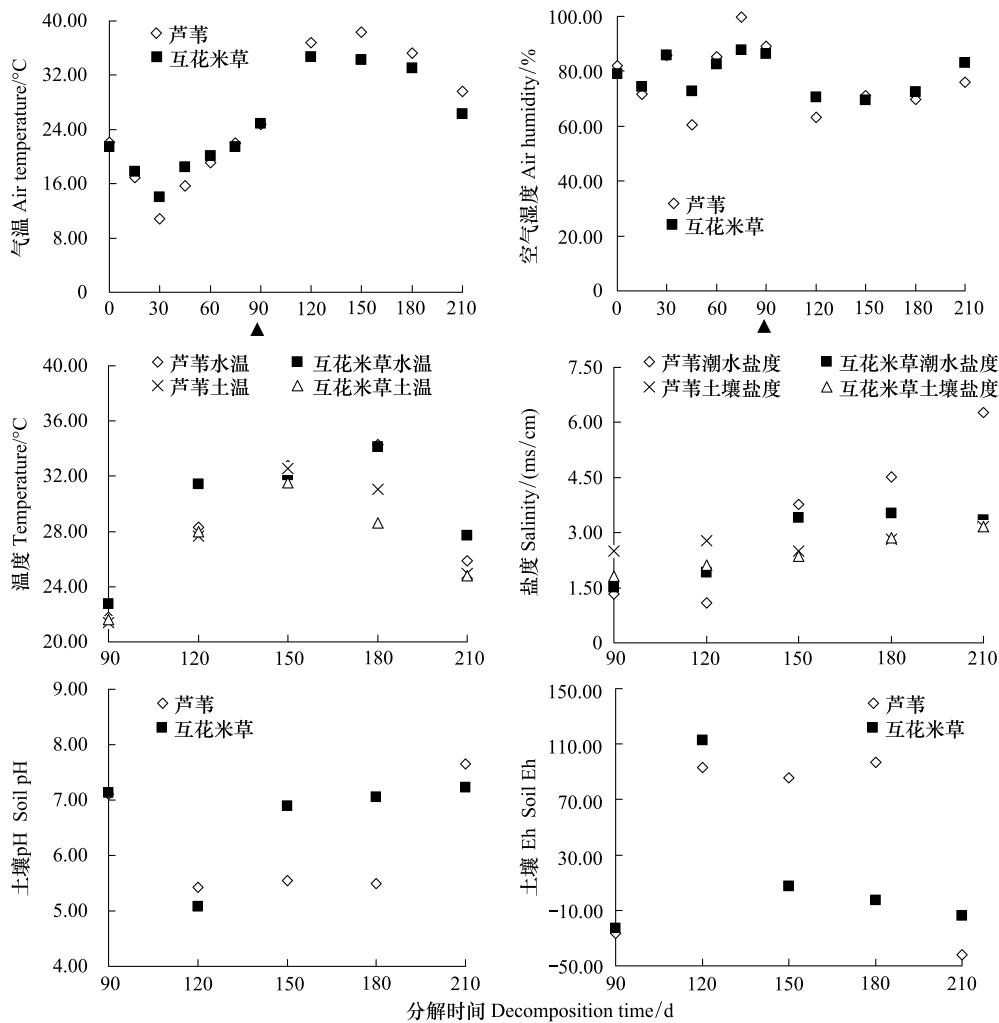 40.00
32.00
24.00
16.00
8.00
0
气温 Air temperature/°C
芦苇
互花米草
0 30 60 90 120 150 180 210
100.00
80.00
60.00
40.00
20.00
0
空气湿度 Air humidity/%
芦苇
互花米草
0 30 60 90 120 150 180 210
40.00
36.00
32.00
28.00
24.00
20.00
温度 Temperature/°C
芦苇水温 互花米草水温
芦苇土温 互花米草土温
90 120 150 180 210
7.50
6.00
4.50
3.00
1.50
0
盐度 Salinity/(ms/cm)
芦苇潮水盐度 互花米草潮水盐度
芦苇土壤盐度 互花米草土壤盐度
90 120 150 180 210
9.00
8.00
7.00
6.00
5.00
4.00
土壤pH Soil pH
芦苇
互花米草
90 120 150 180 210
150.00
110.00
70.00
30.00
-10.00
-50.00
土壤 Eh Soil Eh
芦苇
互花米草
90 120 150 180 210
分解时间 Decomposition time/d